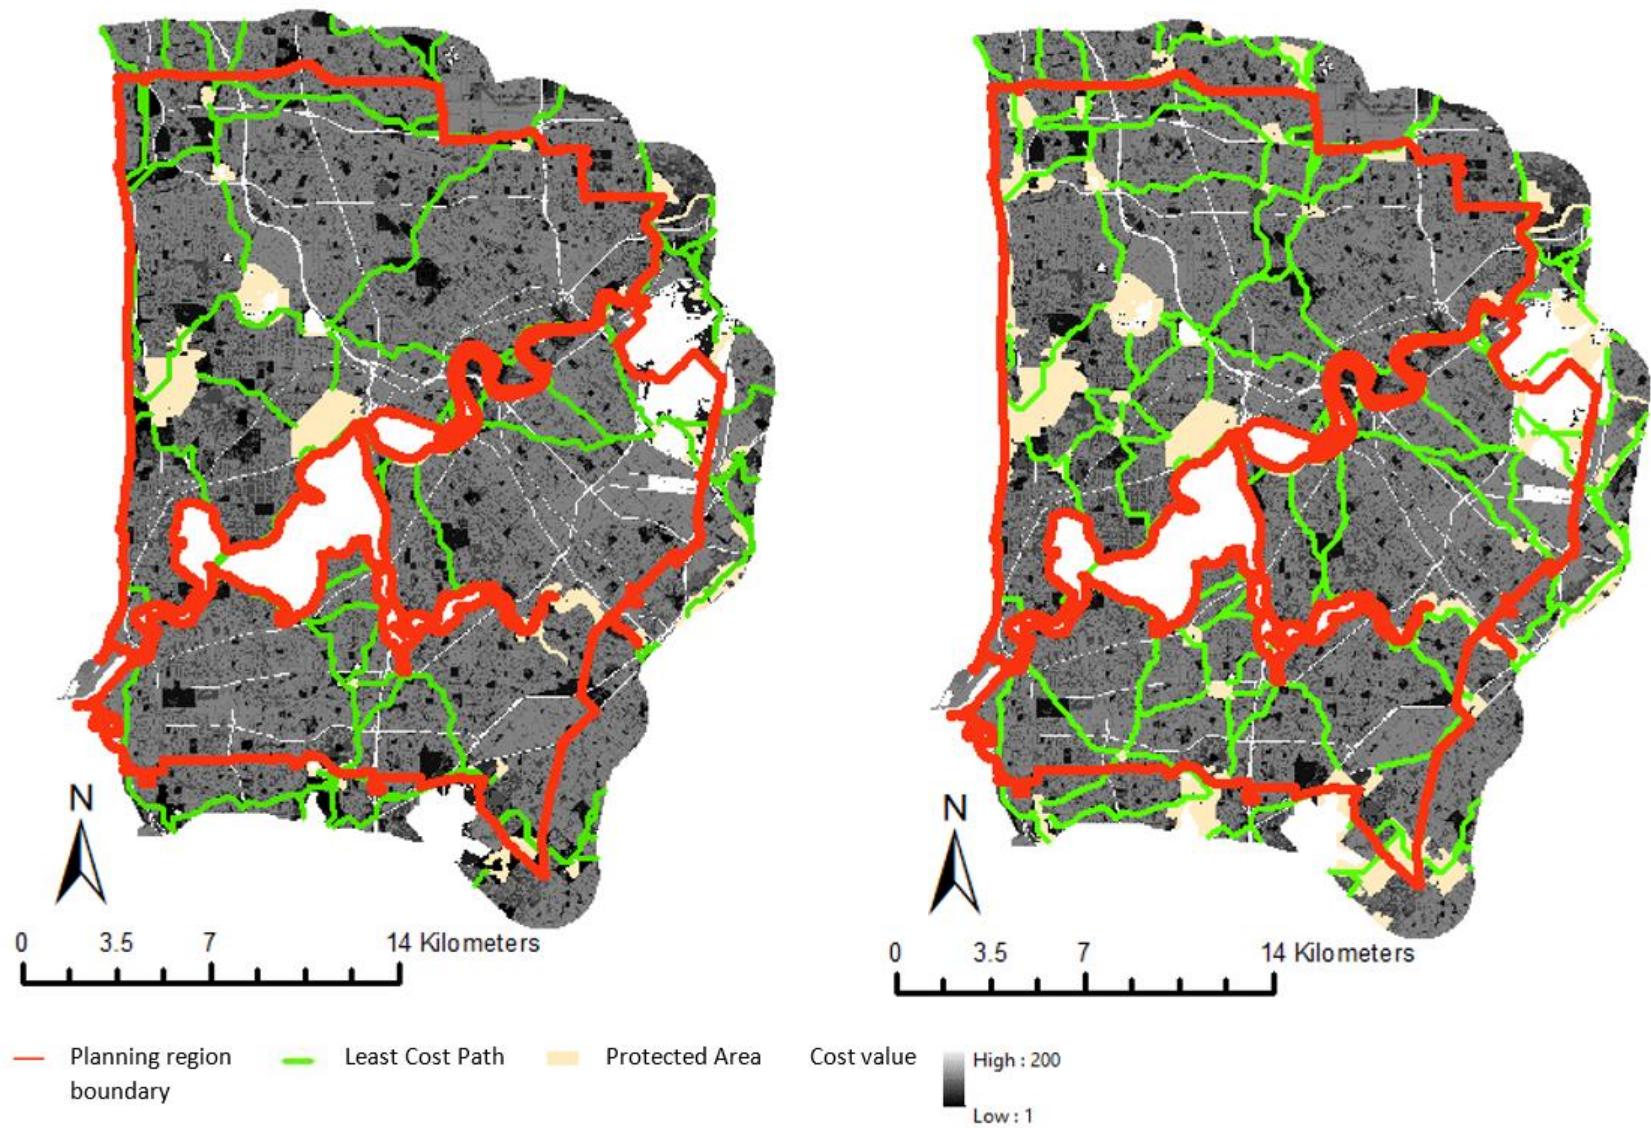 N
N
0 3.5 7 14 Kilometers
0 3.5 7 14 Kilometers
Planning region
boundary
Least Cost Path
Protected Area
Cost value
High : 200
Low : 1